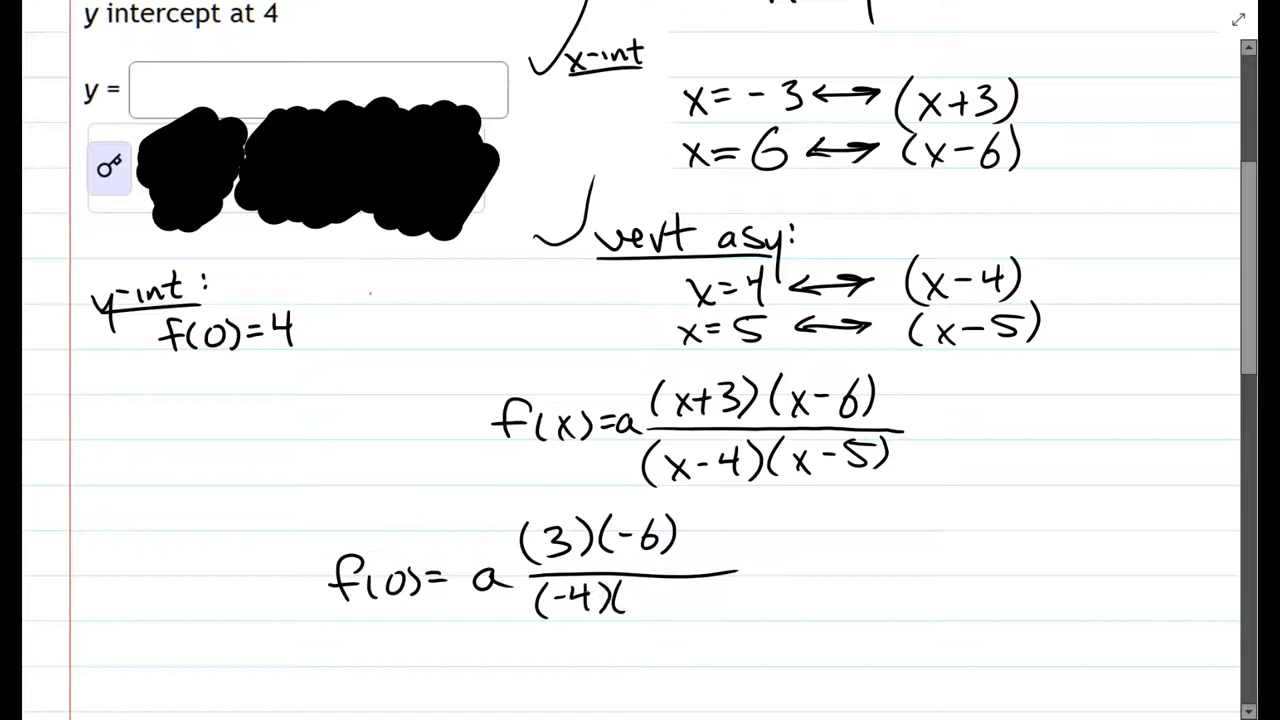 y intercept at 4
y =
x-int
x = -3 ↔ (x+3)
x = 6 ↔ (x-6)
vert asy:
x=4 ↔ (x-4)
x=5 ↔ (x-5)
y-int:
f(0)=4
f(x)=a (x+3)(x-6)
(x-4)(x-5)
f(0)= a (3)(-6)
(-4)(